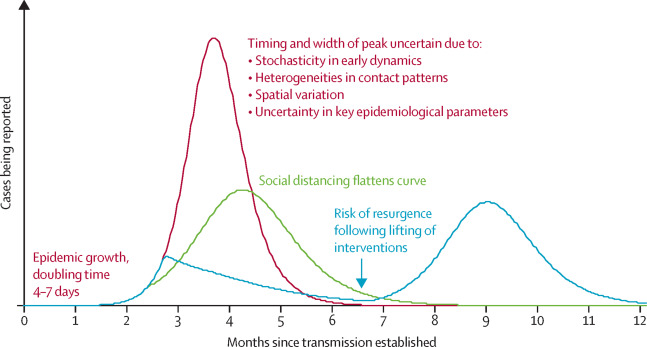 Timing and width of peak uncertain due to:
• Stochasticity in early dynamics
• Heterogeneities in contact patterns
• Spatial variation
• Uncertainty in key epidemiological parameters
Social distancing flattens curve
Risk of resurgence
following lifting of
interventions
Epidemic growth,
doubling time
4–7 days
Cases being reported
0 1 2 3 4 5 6 7 8 9 10 11 12
Months since transmission established